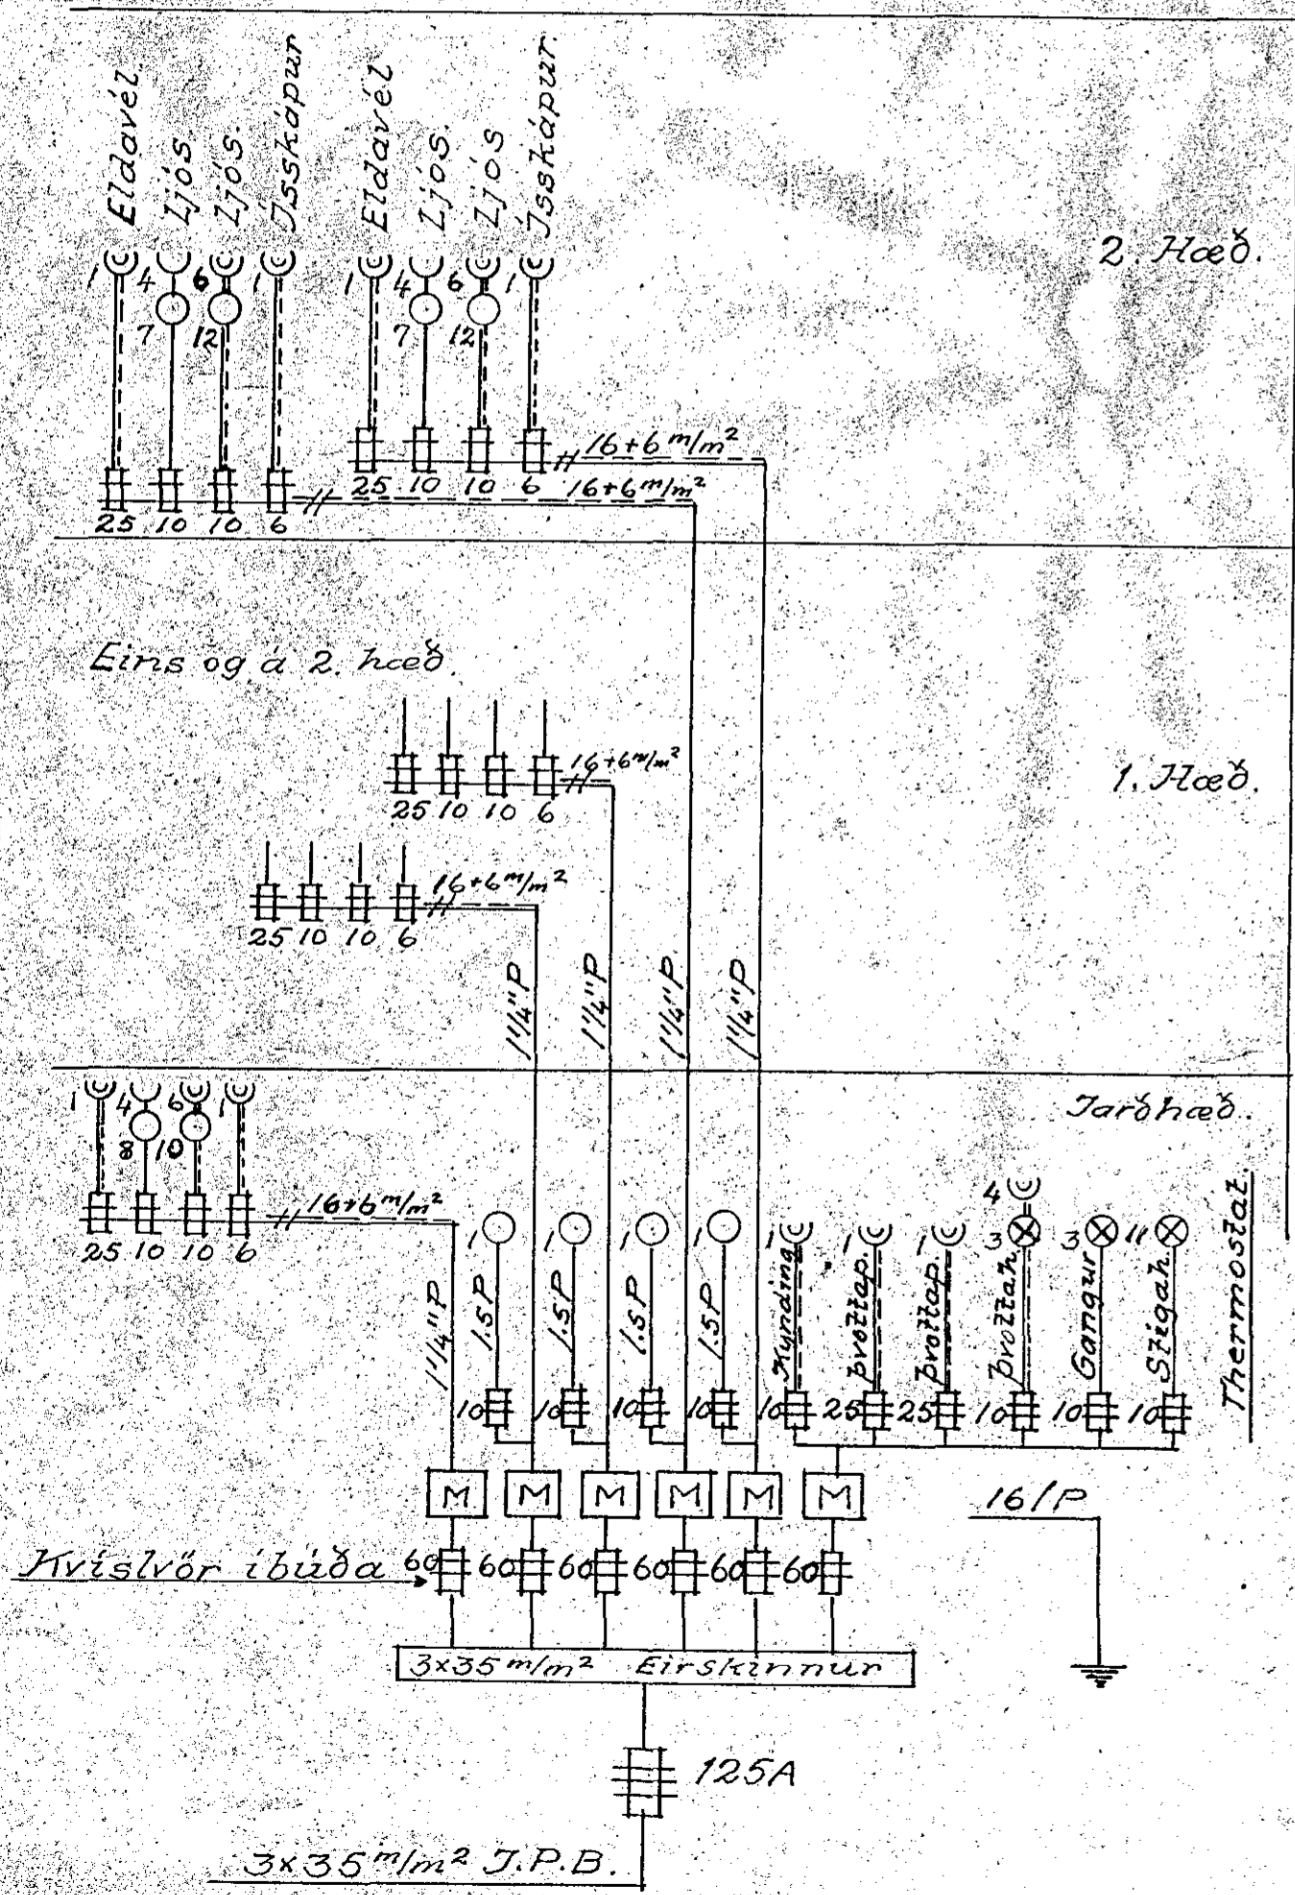 Eldavél
Ljós.
Ljós.
Ísskápur
Eldavél
Ljós.
Ljós
Ísskápur.
2. Hæð.
1 4 6 1 1 4 6 1
7 12 7 12
16+6 m/m²
25 10 10 6 16+6 m/m²
25 10 10 6
Eins og á 2. hæð.
16+6 m/m²
1. Hæð.
25 10 10 6
16+6 m/m²
25 10 10 6
1¼"P 1¼"P 1¼"P 1¼"P
Jarðhæð.
1 4 6 1
8 10
16+6 m/m²
25 10 10 6
1¼"P
1 1 1 1 1 1 1 4 3 3 11
1.5P 1.5P 1.5P 1.5P
Kynding
Þvottap.
Þvottap.
Þvottah.
Gangur
Stigah.
Thermostat.
10 10 10 10 10 25 25 10 10 10
M M M M M M
16/P
Kvíslvör íbúða 60 60 60 60 60 60
3x35 m/m² Eirskinnur
125A
3x35 m/m² J.P.B.